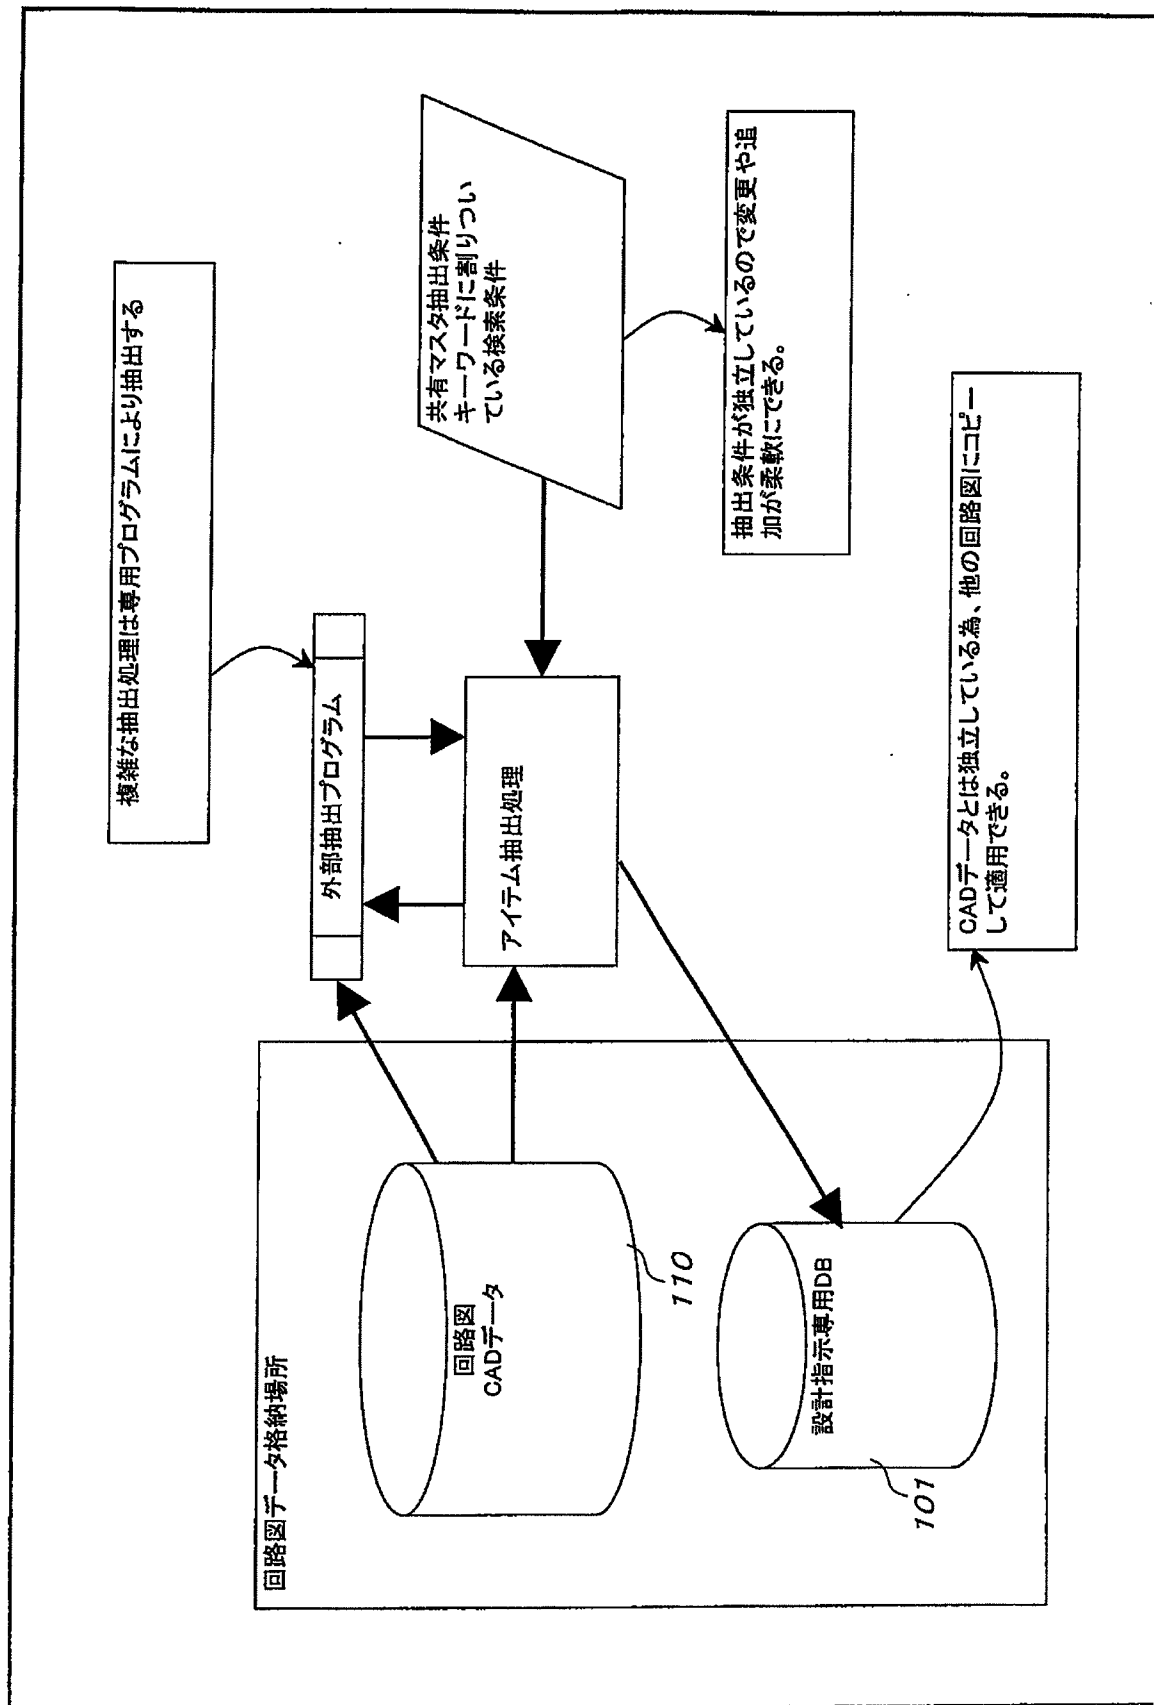 回路図データ格納場所
回路図
CADデータ
110
設計指示専用DB
101
複雑な抽出処理は専用プログラムにより抽出する
外部抽出プログラム
アイテム抽出処理
共有マスタ抽出条件
キーワードに割りつい
ている検索条件
抽出条件が独立しているので変更や追
加が柔軟にできる。
CADデータとは独立している為、他の回路図にコピー
して適用できる。